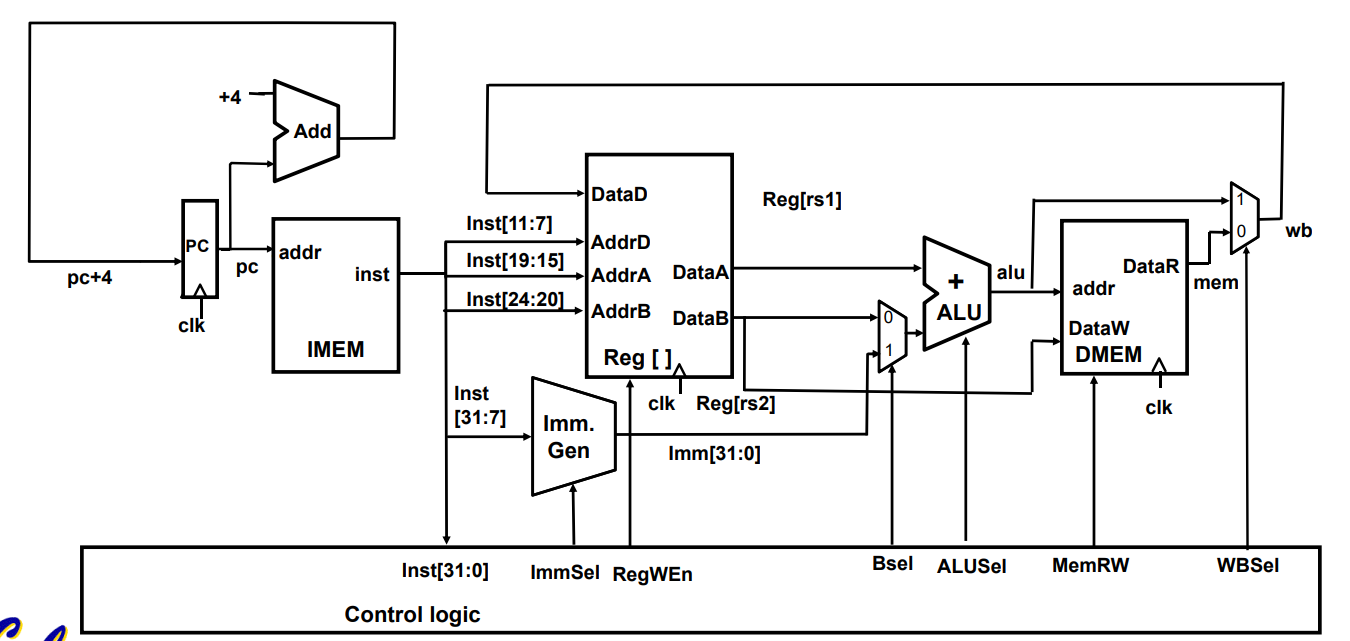 +4
Add
DataD
Reg[rs1]
1
0
wb
Inst[11:7]
AddrD
PC
addr
inst
pc
pc+4
Inst[19:15]
AddrA
DataA
Inst[24:20]
AddrB
DataB
+
ALU
alu
0
1
DataR
mem
addr
DataW
DMEM
clk
clk
IMEM
Reg [ ]
clk
Reg[rs2]
Inst
[31:7]
Imm.
Gen
Imm[31:0]
Inst[31:0]
ImmSel
RegWEn
Bsel
ALUSel
MemRW
WBSel
Control logic